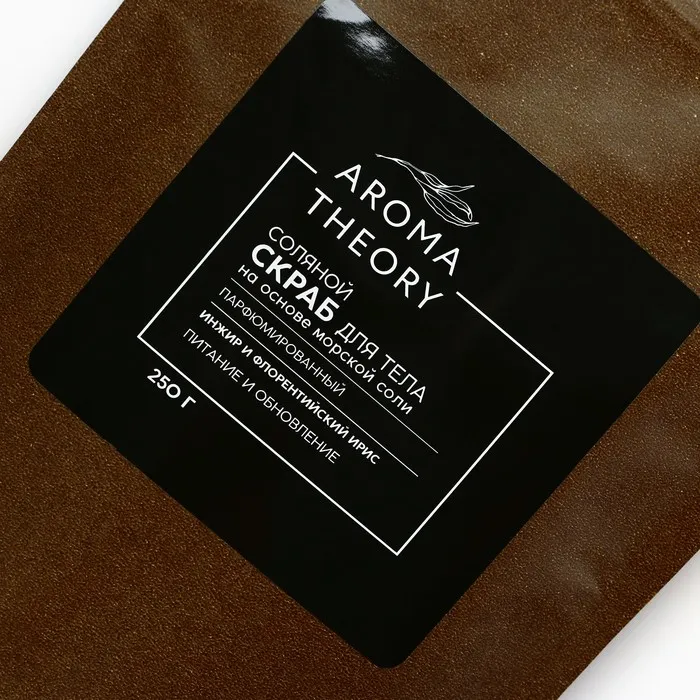 AROMA
THEORY
СОЛЯНОЙ
СКРАБ ДЛЯ ТЕЛА
на основе морской соли
ПАРФЮМИРОВАННЫЙ
ИНЖИР И ФЛОРЕНТИЙСКИЙ ИРИС
ПИТАНИЕ И ОБНОВЛЕНИЕ
250 Г